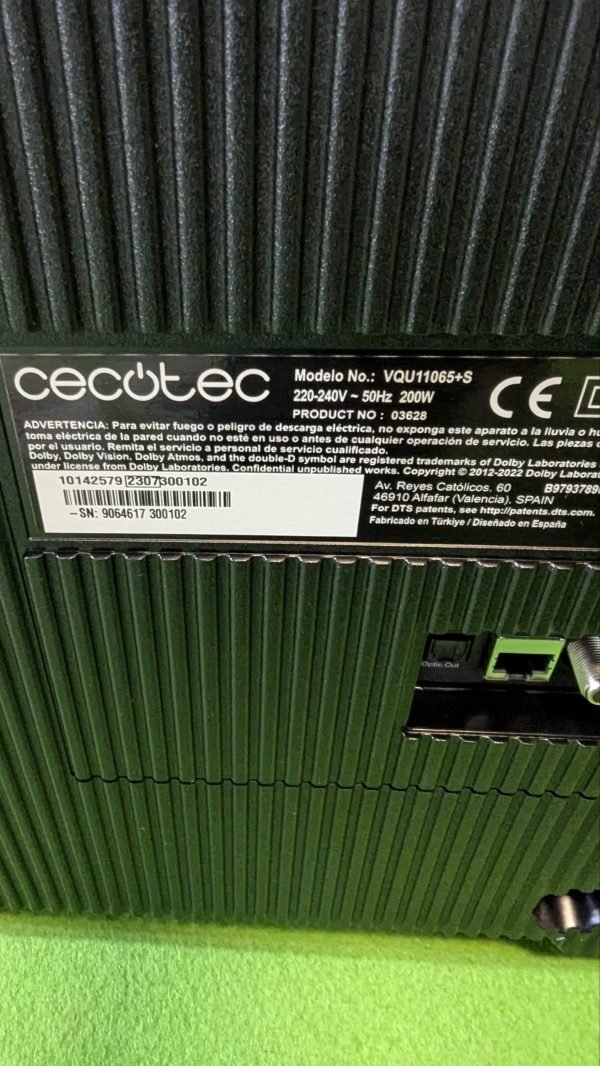 cecotec
Modelo No.: VQU11065+S
220-240V ~ 50Hz 200W
PRODUCT NO : 03628
CE
ADVERTENCIA: Para evitar fuego o peligro de descarga eléctrica, no exponga este aparato a la lluvia o
toma eléctrica de la pared cuando no esté en uso o antes de cualquier operación de servicio. Las piezas
por el usuario. Remita el servicio a personal de servicio cualificado.
Dolby, Dolby Vision, Dolby Atmos, and the double-D symbol are registered trademarks of Dolby Laboratories
under license from Dolby Laboratories. Confidential unpublished works. Copyright © 2012-2022 Dolby
10142579 2307 300102
-SN: 9064617 300102
Av. Reyes Católicos, 60
46910 Alfafar (Valencia). SPAIN
For DTS patents, see http://patents.dts.com.
Fabricado en Türkiye / Diseñado en España
Optic. Out